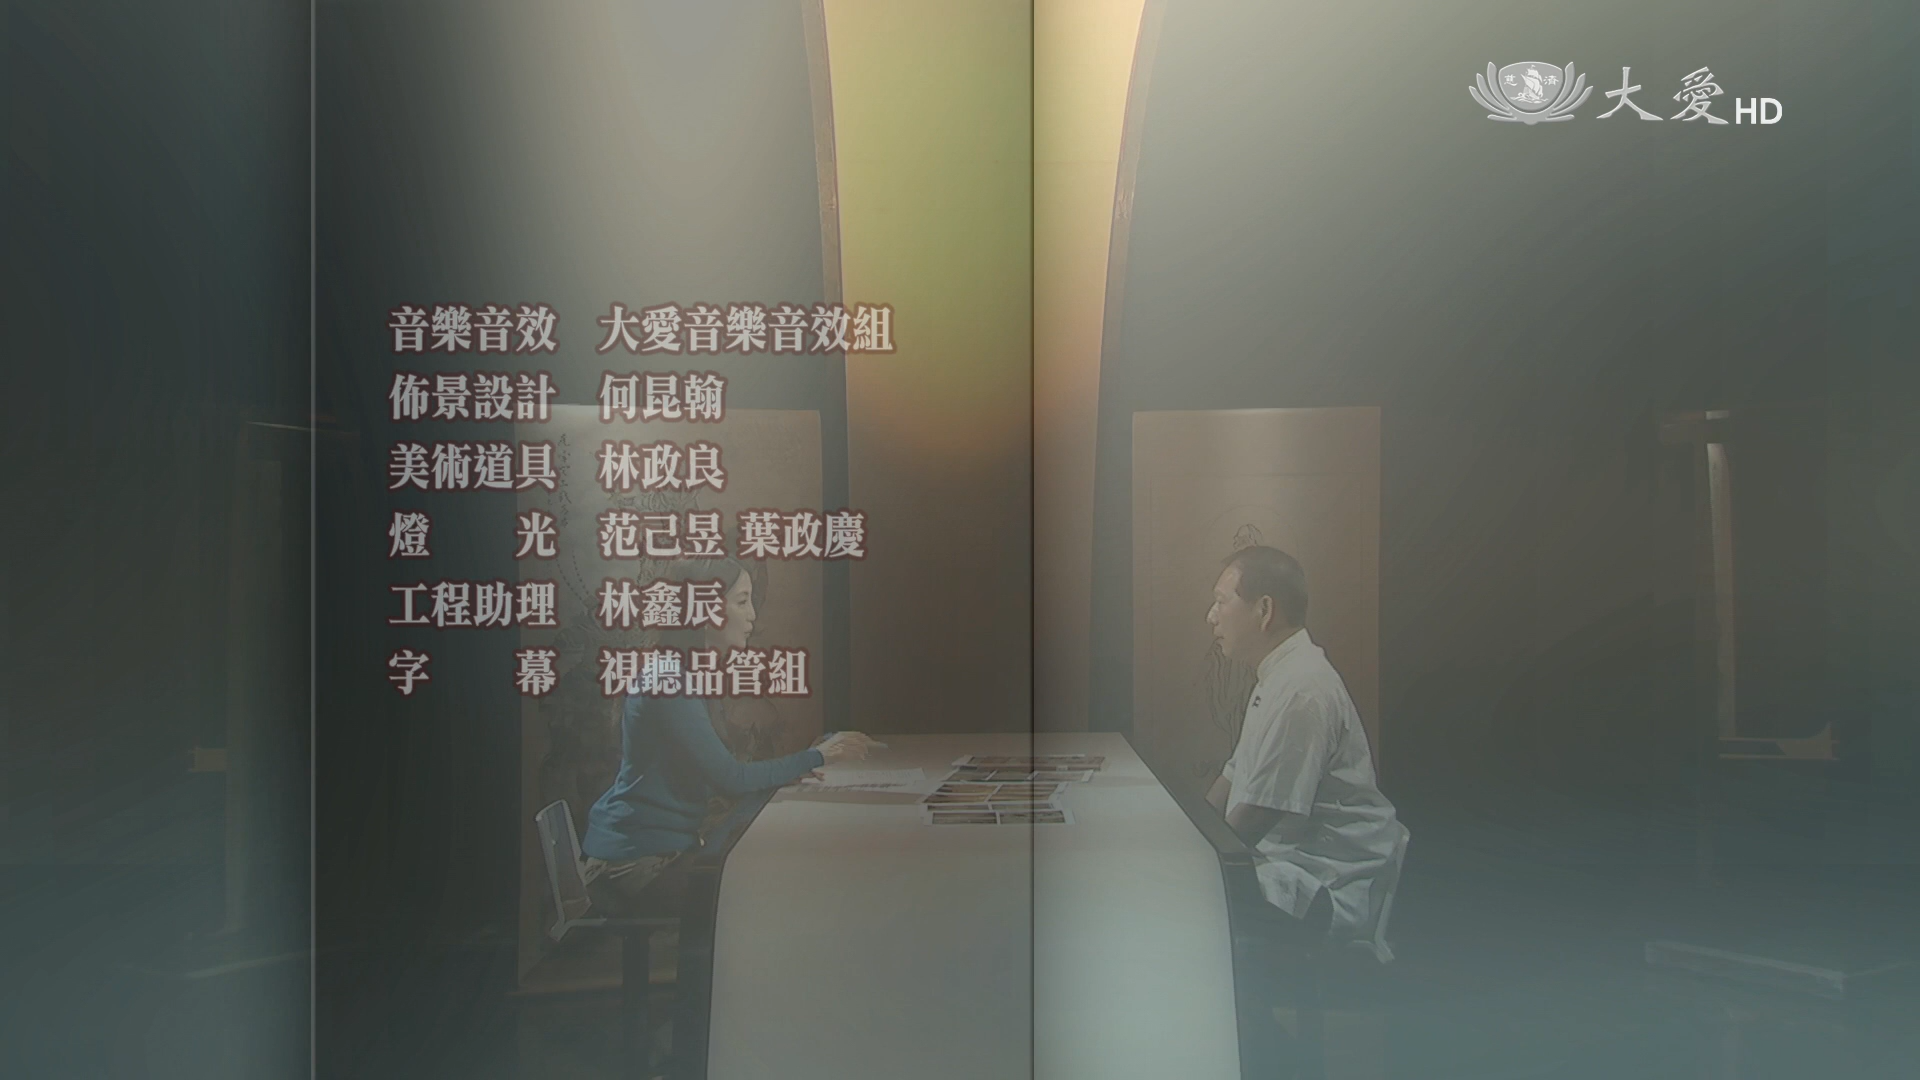 慈濟
大愛HD
音樂音效 大愛音樂音效組
佈景設計 何昆翰
美術道具 林政良
燈 光 范己昱 葉政慶
工程助理 林鑫辰
字 幕 視聽品管組